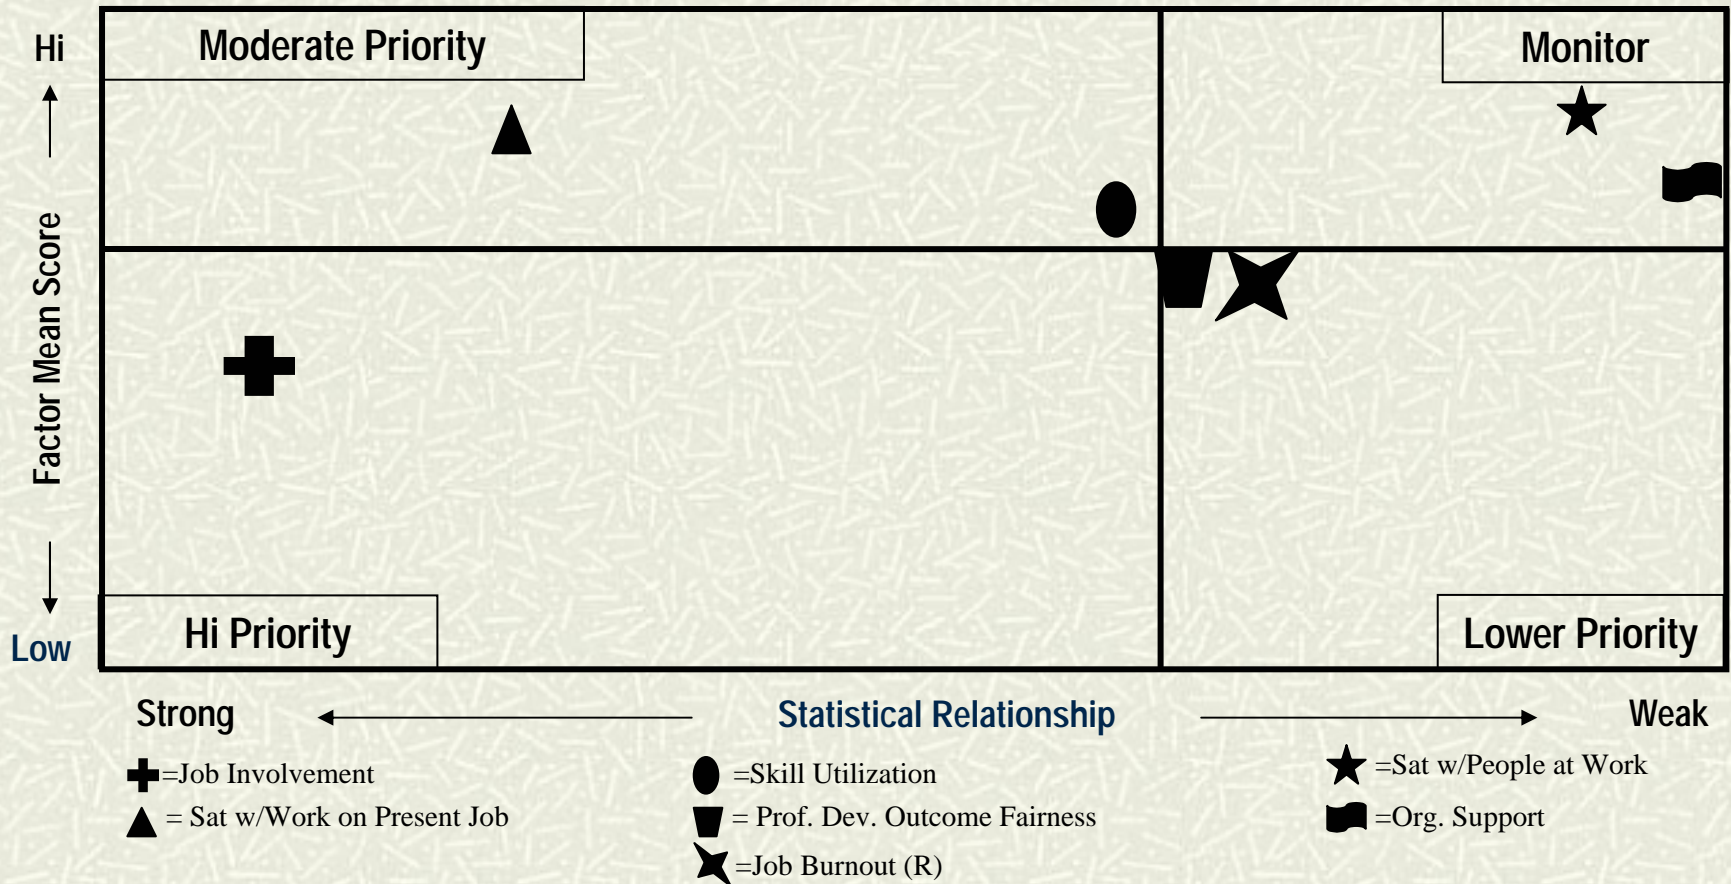 Hi
Moderate Priority
Monitor
Factor Mean Score
Low
Hi Priority
Lower Priority
Strong
Statistical Relationship
Weak
=Job Involvement
=Skill Utilization
=Sat w/People at Work
= Sat w/Work on Present Job
= Prof. Dev. Outcome Fairness
=Org. Support
=Job Burnout (R)